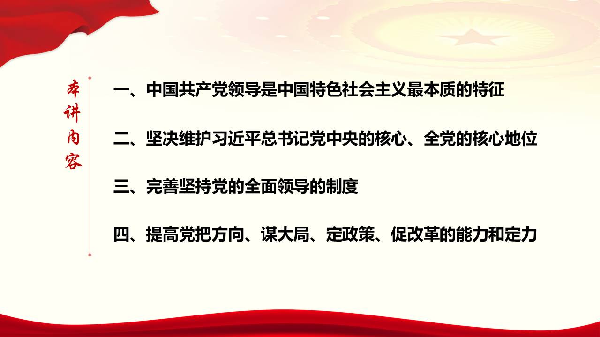 本讲内容
一、中国共产党领导是中国特色社会主义最本质的特征
二、坚决维护习近平总书记党中央的核心、全党的核心地位
三、完善坚持党的全面领导的制度
四、提高党把方向、谋大局、定政策、促改革的能力和定力